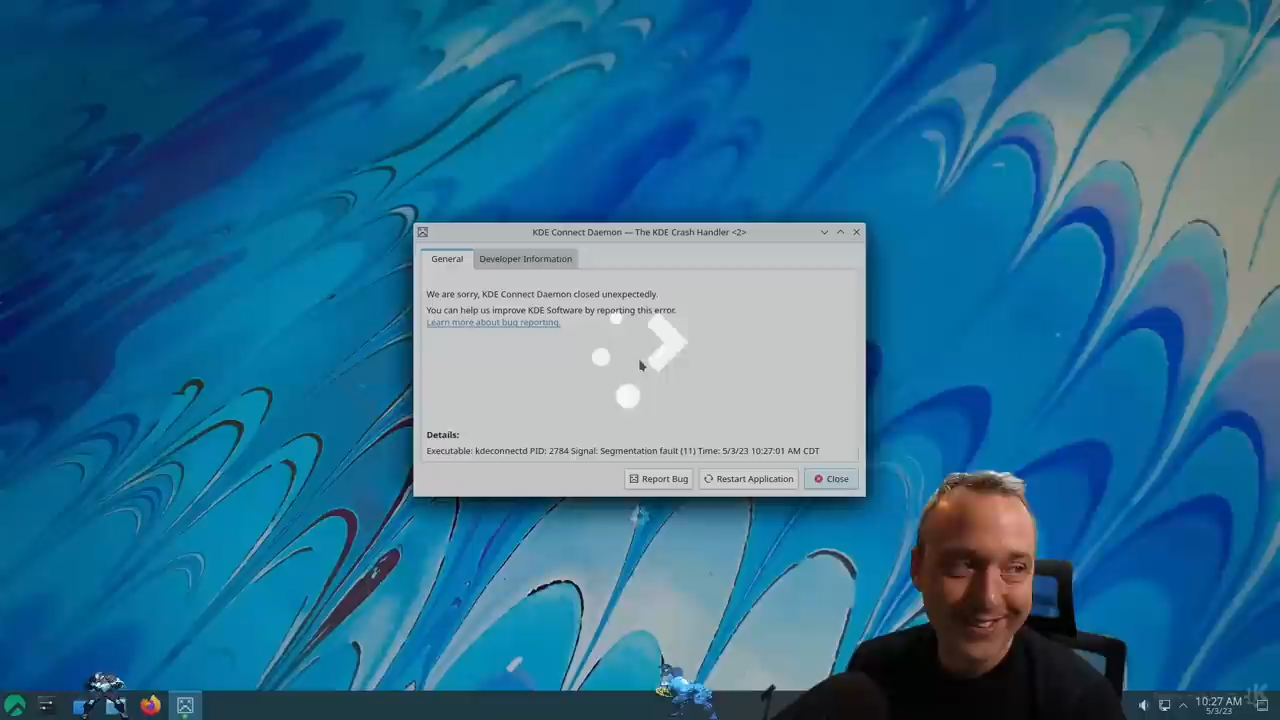 KDE Connect Daemon — The KDE Crash Handler <2>
General
Developer Information
We are sorry, KDE Connect Daemon closed unexpectedly.
You can help us improve KDE Software by reporting this error.
Learn more about bug reporting.
Details:
Executable: kdeconnectd PID: 2784 Signal: Segmentation fault (11) Time: 5/3/23 10:27:01 AM CDT
Report Bug
Restart Application
Close
10:27 AM
5/3/23